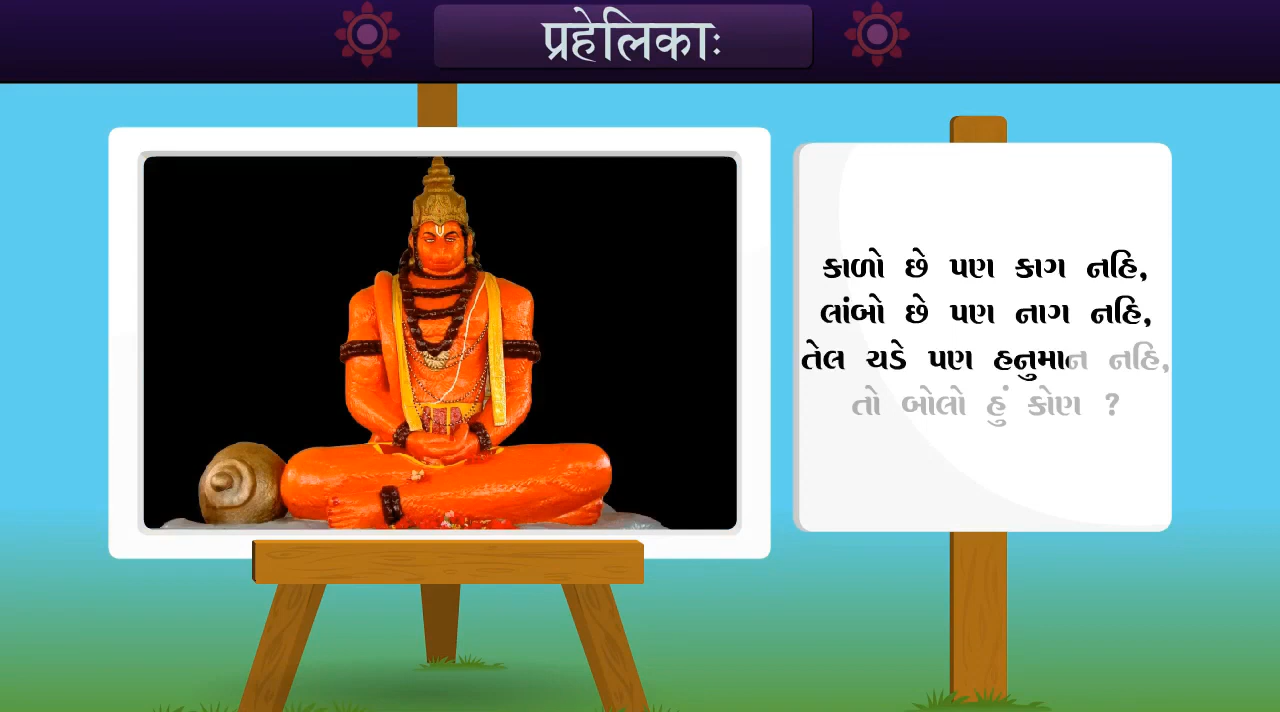 प्रहेलिकाः
કાળો છે પણ કાગ નહિ,
લાંબો છે પણ નાગ નહિ,
તેલ ચડે પણ હનુમાન નહિ,
તો બોલો હું કોણ ?